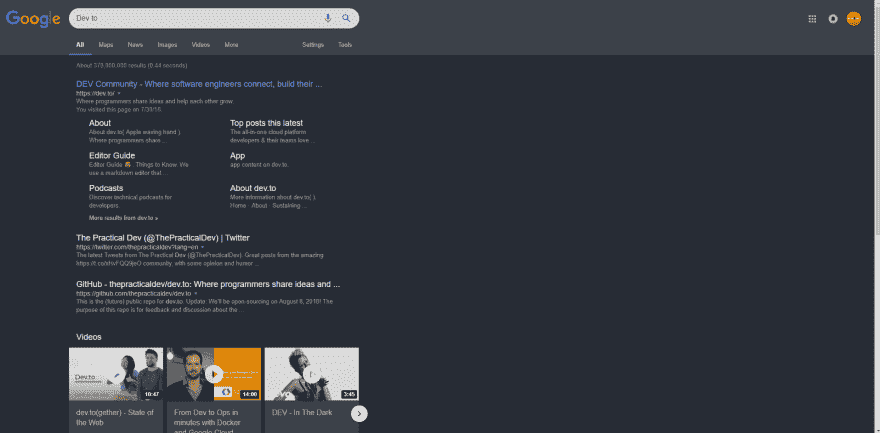 Google
Dev to
All Maps News Images Videos More Settings Tools
About results (0.44 seconds)
DEV Community - Where software engineers connect, build their ...
https://dev.to/
Where programmers share ideas and help each other grow.
You visited this page on
About
About dev.to( Apple waving hand ).
Where programmers share ...
Top posts this latest
The all-in-one cloud platform
developers & their teams love ...
Editor Guide
Editor Guide 🤓 . Things to Know. We
use a markdown editor that ...
App
app content on dev.to.
Podcasts
Discover technical podcasts for
developers.
About dev.to
More information about dev.to( ).
Home · About · Sustaining ...
More results from dev.to »
The Practical Dev (@ThePracticalDev) | Twitter
https://twitter.com/thepracticaldev?lang=en
The latest Tweets from The Practical Dev (@ThePracticalDev). Great posts from the amazing
community, with some opinion and humor ...
GitHub - thepracticaldev/dev.to: Where programmers share ideas and ...
https://github.com/thepracticaldev/dev.to
This is the (future) public repo for dev.to. Update: We'll be open-sourcing on August 8, 2018! The
purpose of this repo is for feedback and discussion about the ...
Videos
Dev.to
10:47
14:00
3:45
dev.to(gether) - State of
the Web
From Dev to Ops in
minutes with Docker
and Google Cloud
DEV - In The Dark